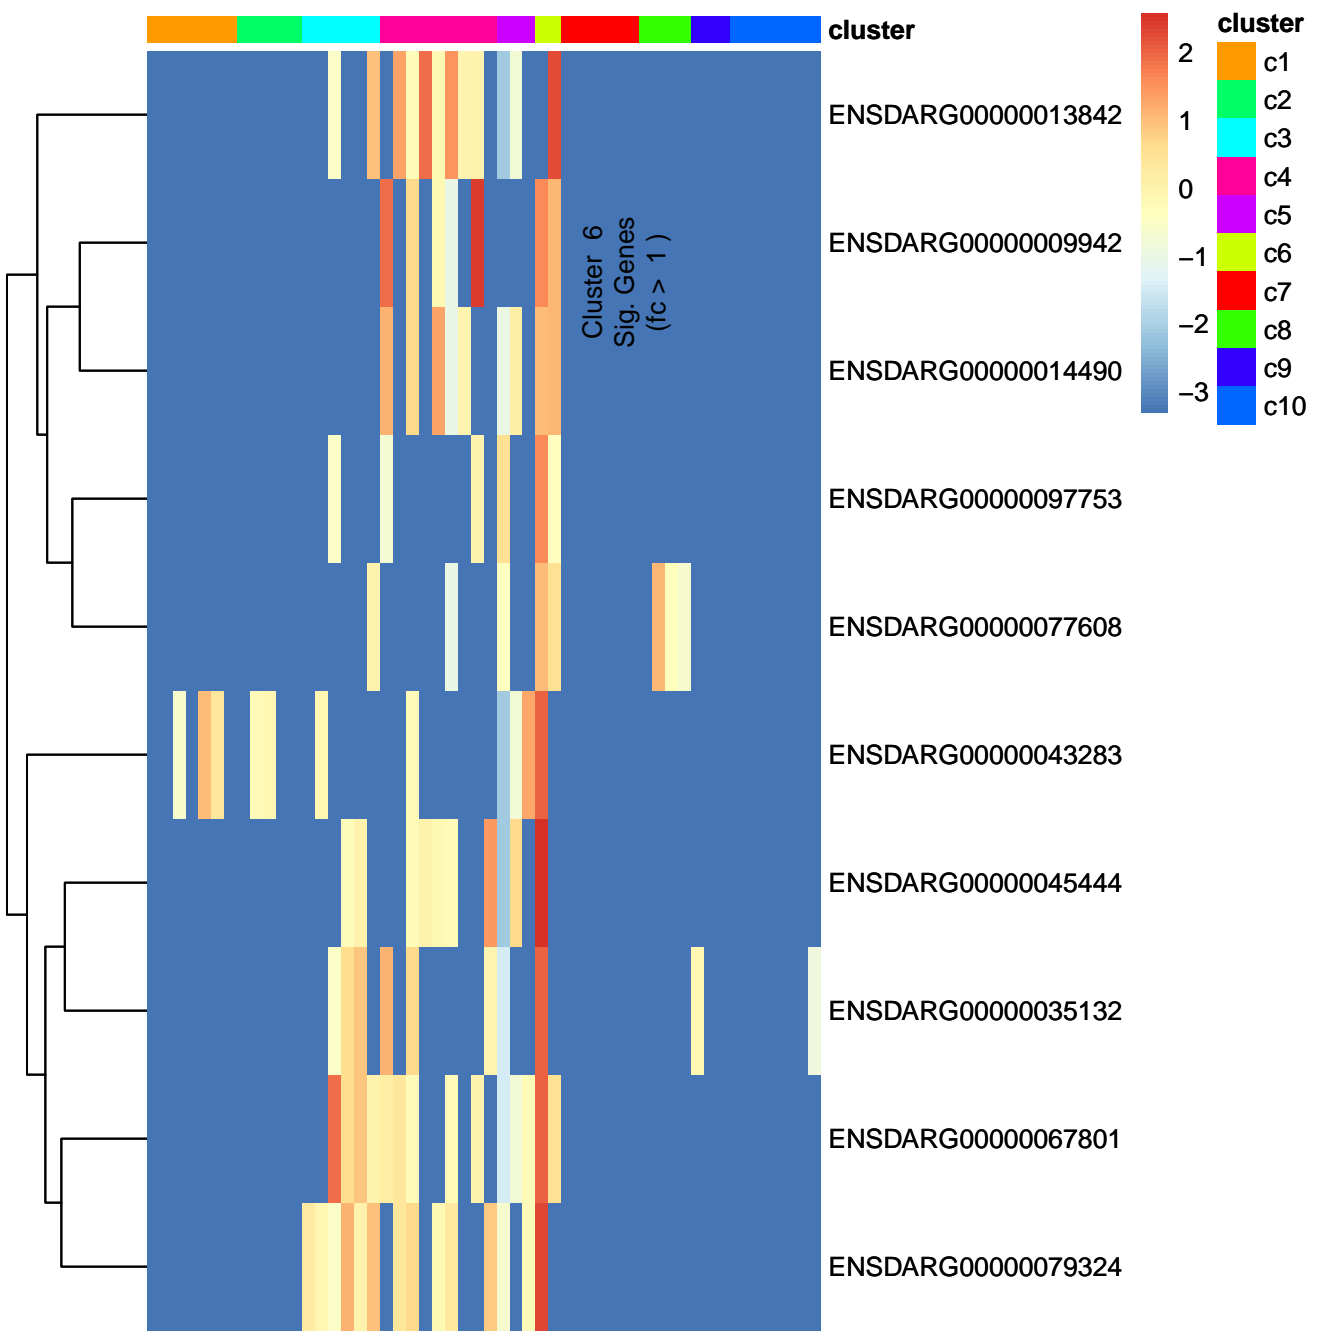 cluster
ENSDARG00000013842
ENSDARG00000009942
ENSDARG00000014490
ENSDARG00000097753
ENSDARG00000077608
ENSDARG00000043283
ENSDARG00000045444
ENSDARG00000035132
ENSDARG00000067801
ENSDARG00000079324
Cluster 6
Sig. Genes
(fc > 1 )
2
1
0
−1
−2
−3
cluster
c1
c2
c3
c4
c5
c6
c7
c8
c9
c10